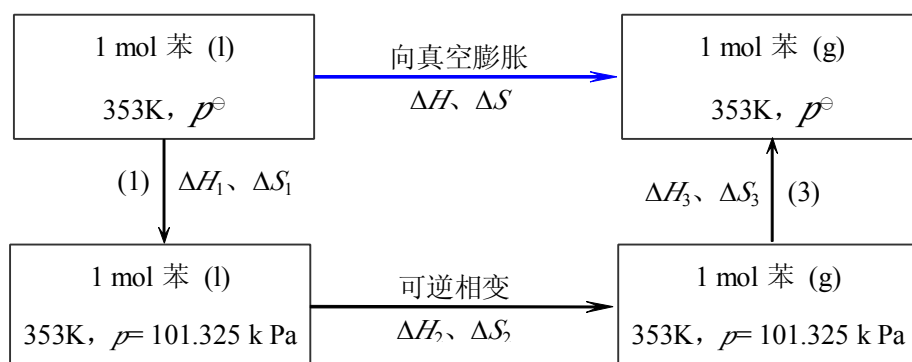 1 mol 苯 (l)
353K，p⊖
向真空膨胀
ΔH、ΔS
1 mol 苯 (g)
353K，p⊖
(1) ΔH₁、ΔS₁
ΔH₃、ΔS₃ (3)
1 mol 苯 (l)
353K，p= 101.325 k Pa
可逆相变
ΔH₂、ΔS₂
1 mol 苯 (g)
353K，p= 101.325 k Pa